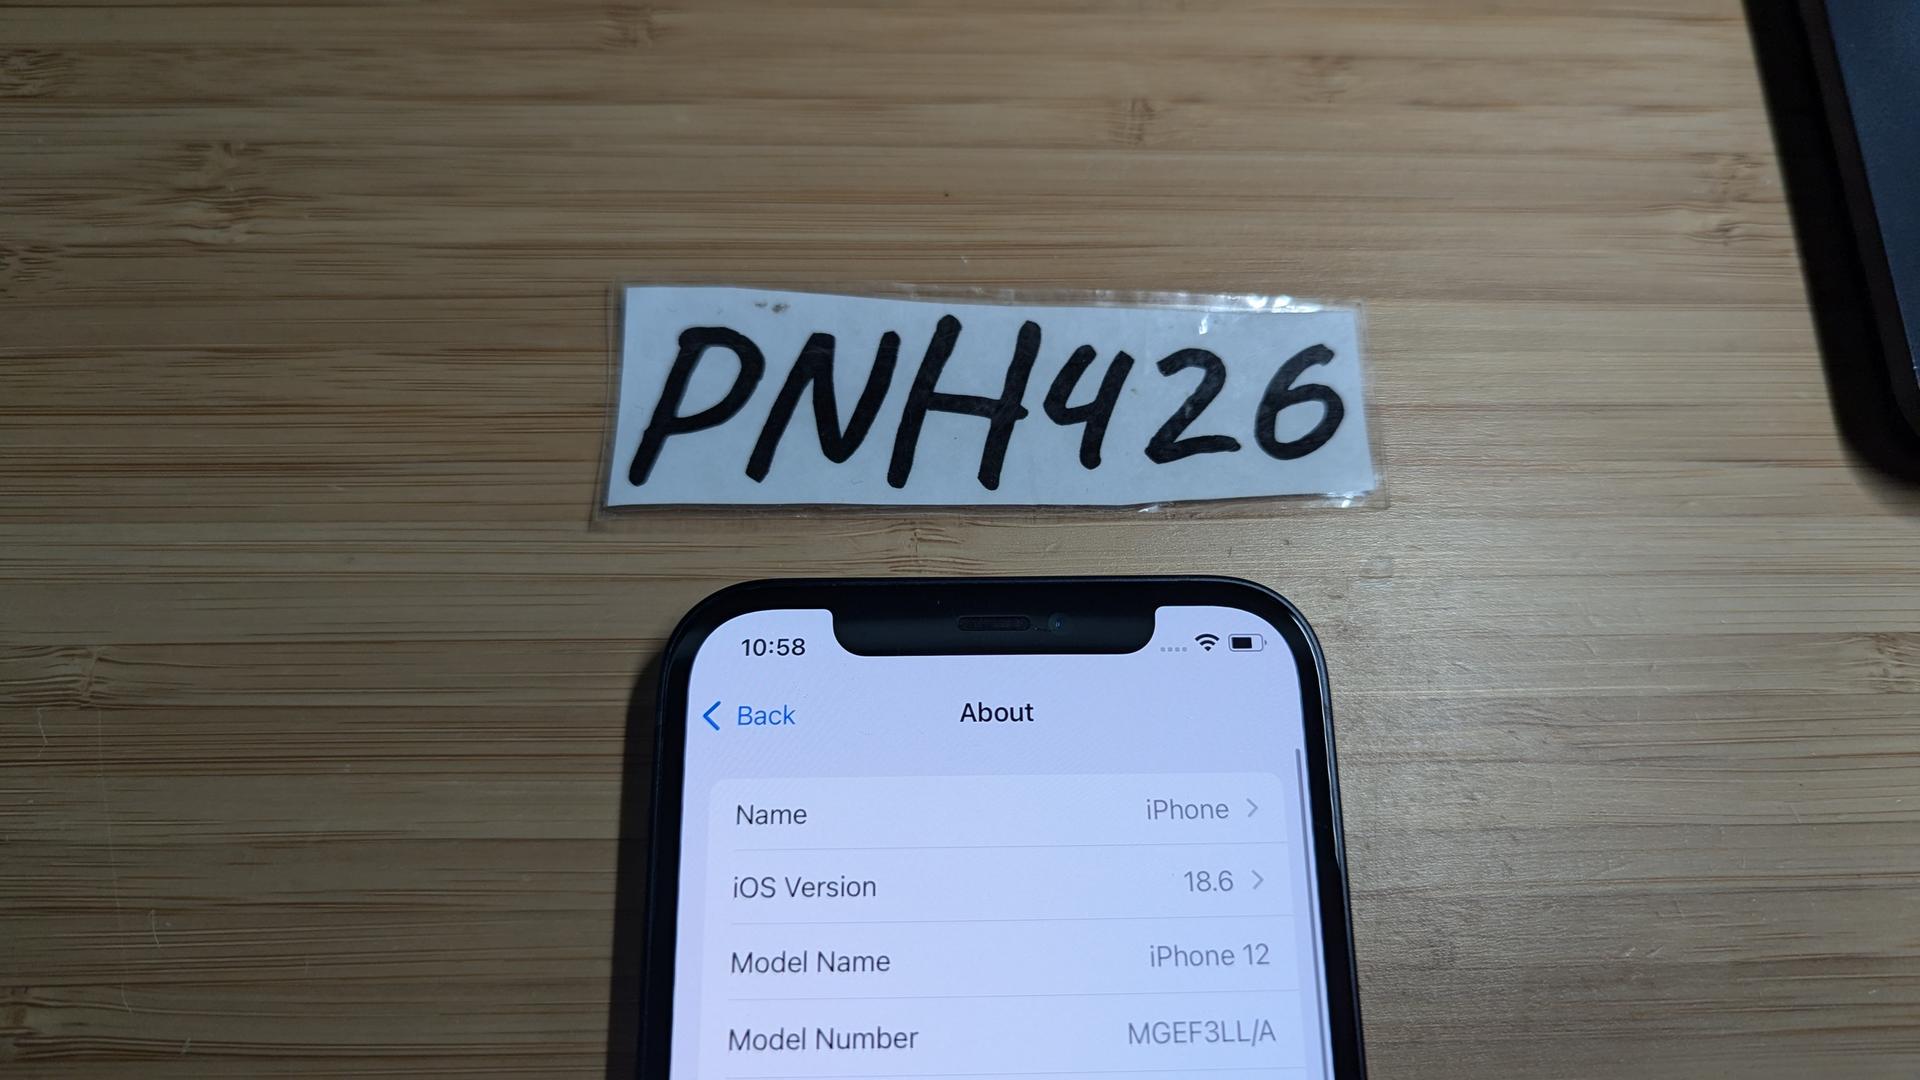 PNH426
10:58
Back About
Name iPhone
iOS Version 18.6
Model Name iPhone 12
Model Number MGEF3LL/A